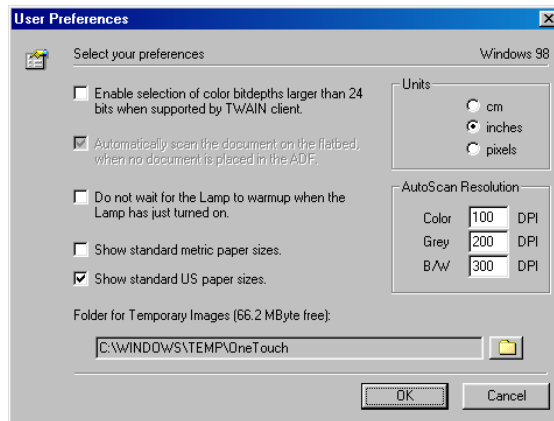 User Preferences
Select your preferences
Windows 98
Enable selection of color bitdepths larger than 24
bits when supported by TWAIN client.
Automatically scan the document on the flatbed,
when no document is placed in the ADF.
Do not wait for the Lamp to warmup when the
Lamp has just turned on.
Show standard metric paper sizes.
Show standard US paper sizes.
Units
cm
inches
pixels
AutoScan Resolution
Color 100 DPI
Grey 200 DPI
B/W 300 DPI
Folder for Temporary Images (66.2 MByte free):
C:\WINDOWS\TEMP\OneTouch
OK
Cancel